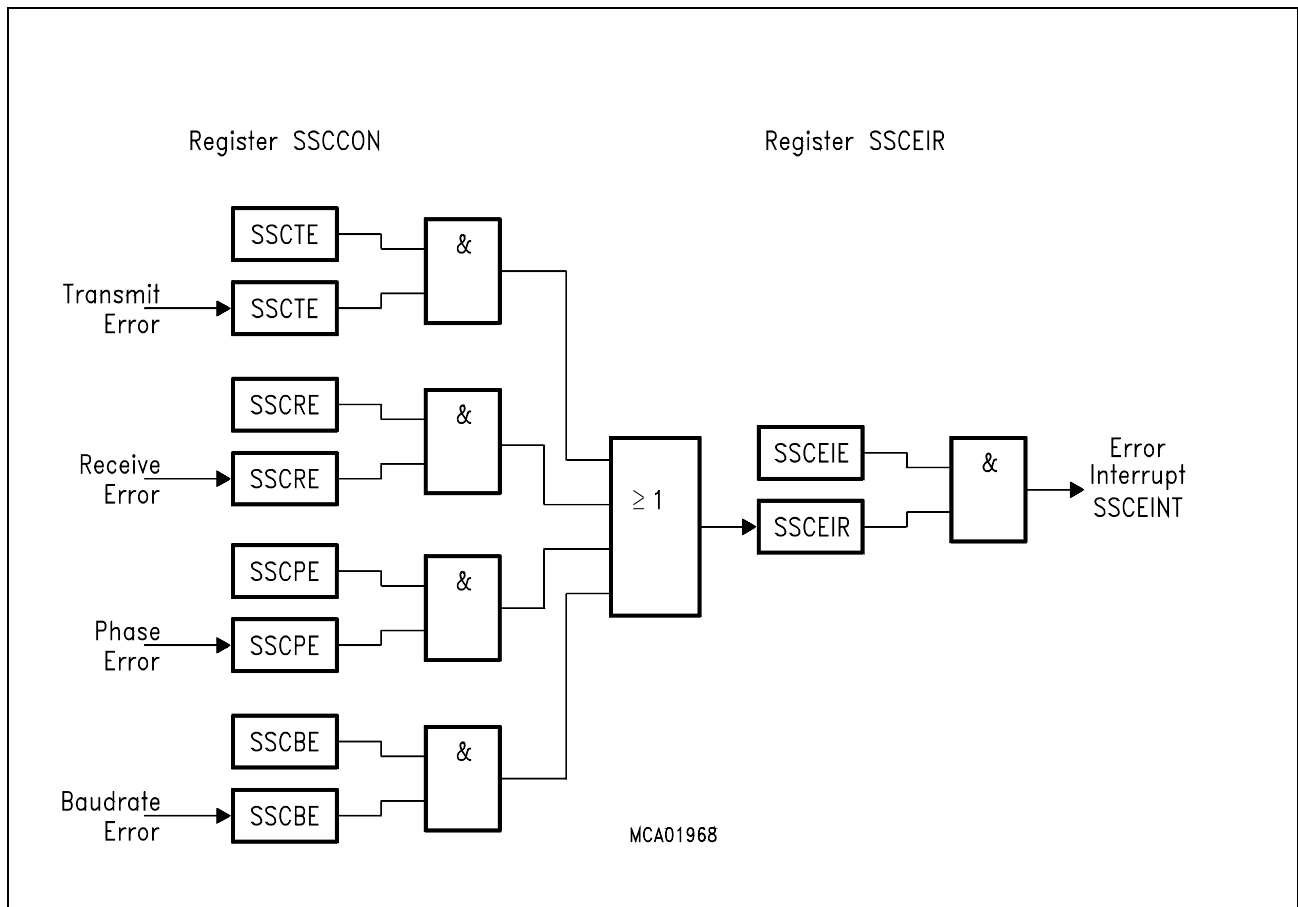 Register SSCCON
Register SSCEIR
SSCTE
&
Transmit
Error
SSCTE
SSCRE
&
Receive
Error
SSCRE
≥ 1
SSCEIE
&
SSCEIR
Error
Interrupt
SSCEINT
SSCPE
&
Phase
Error
SSCPE
SSCBE
&
Baudrate
Error
SSCBE
MCA01968